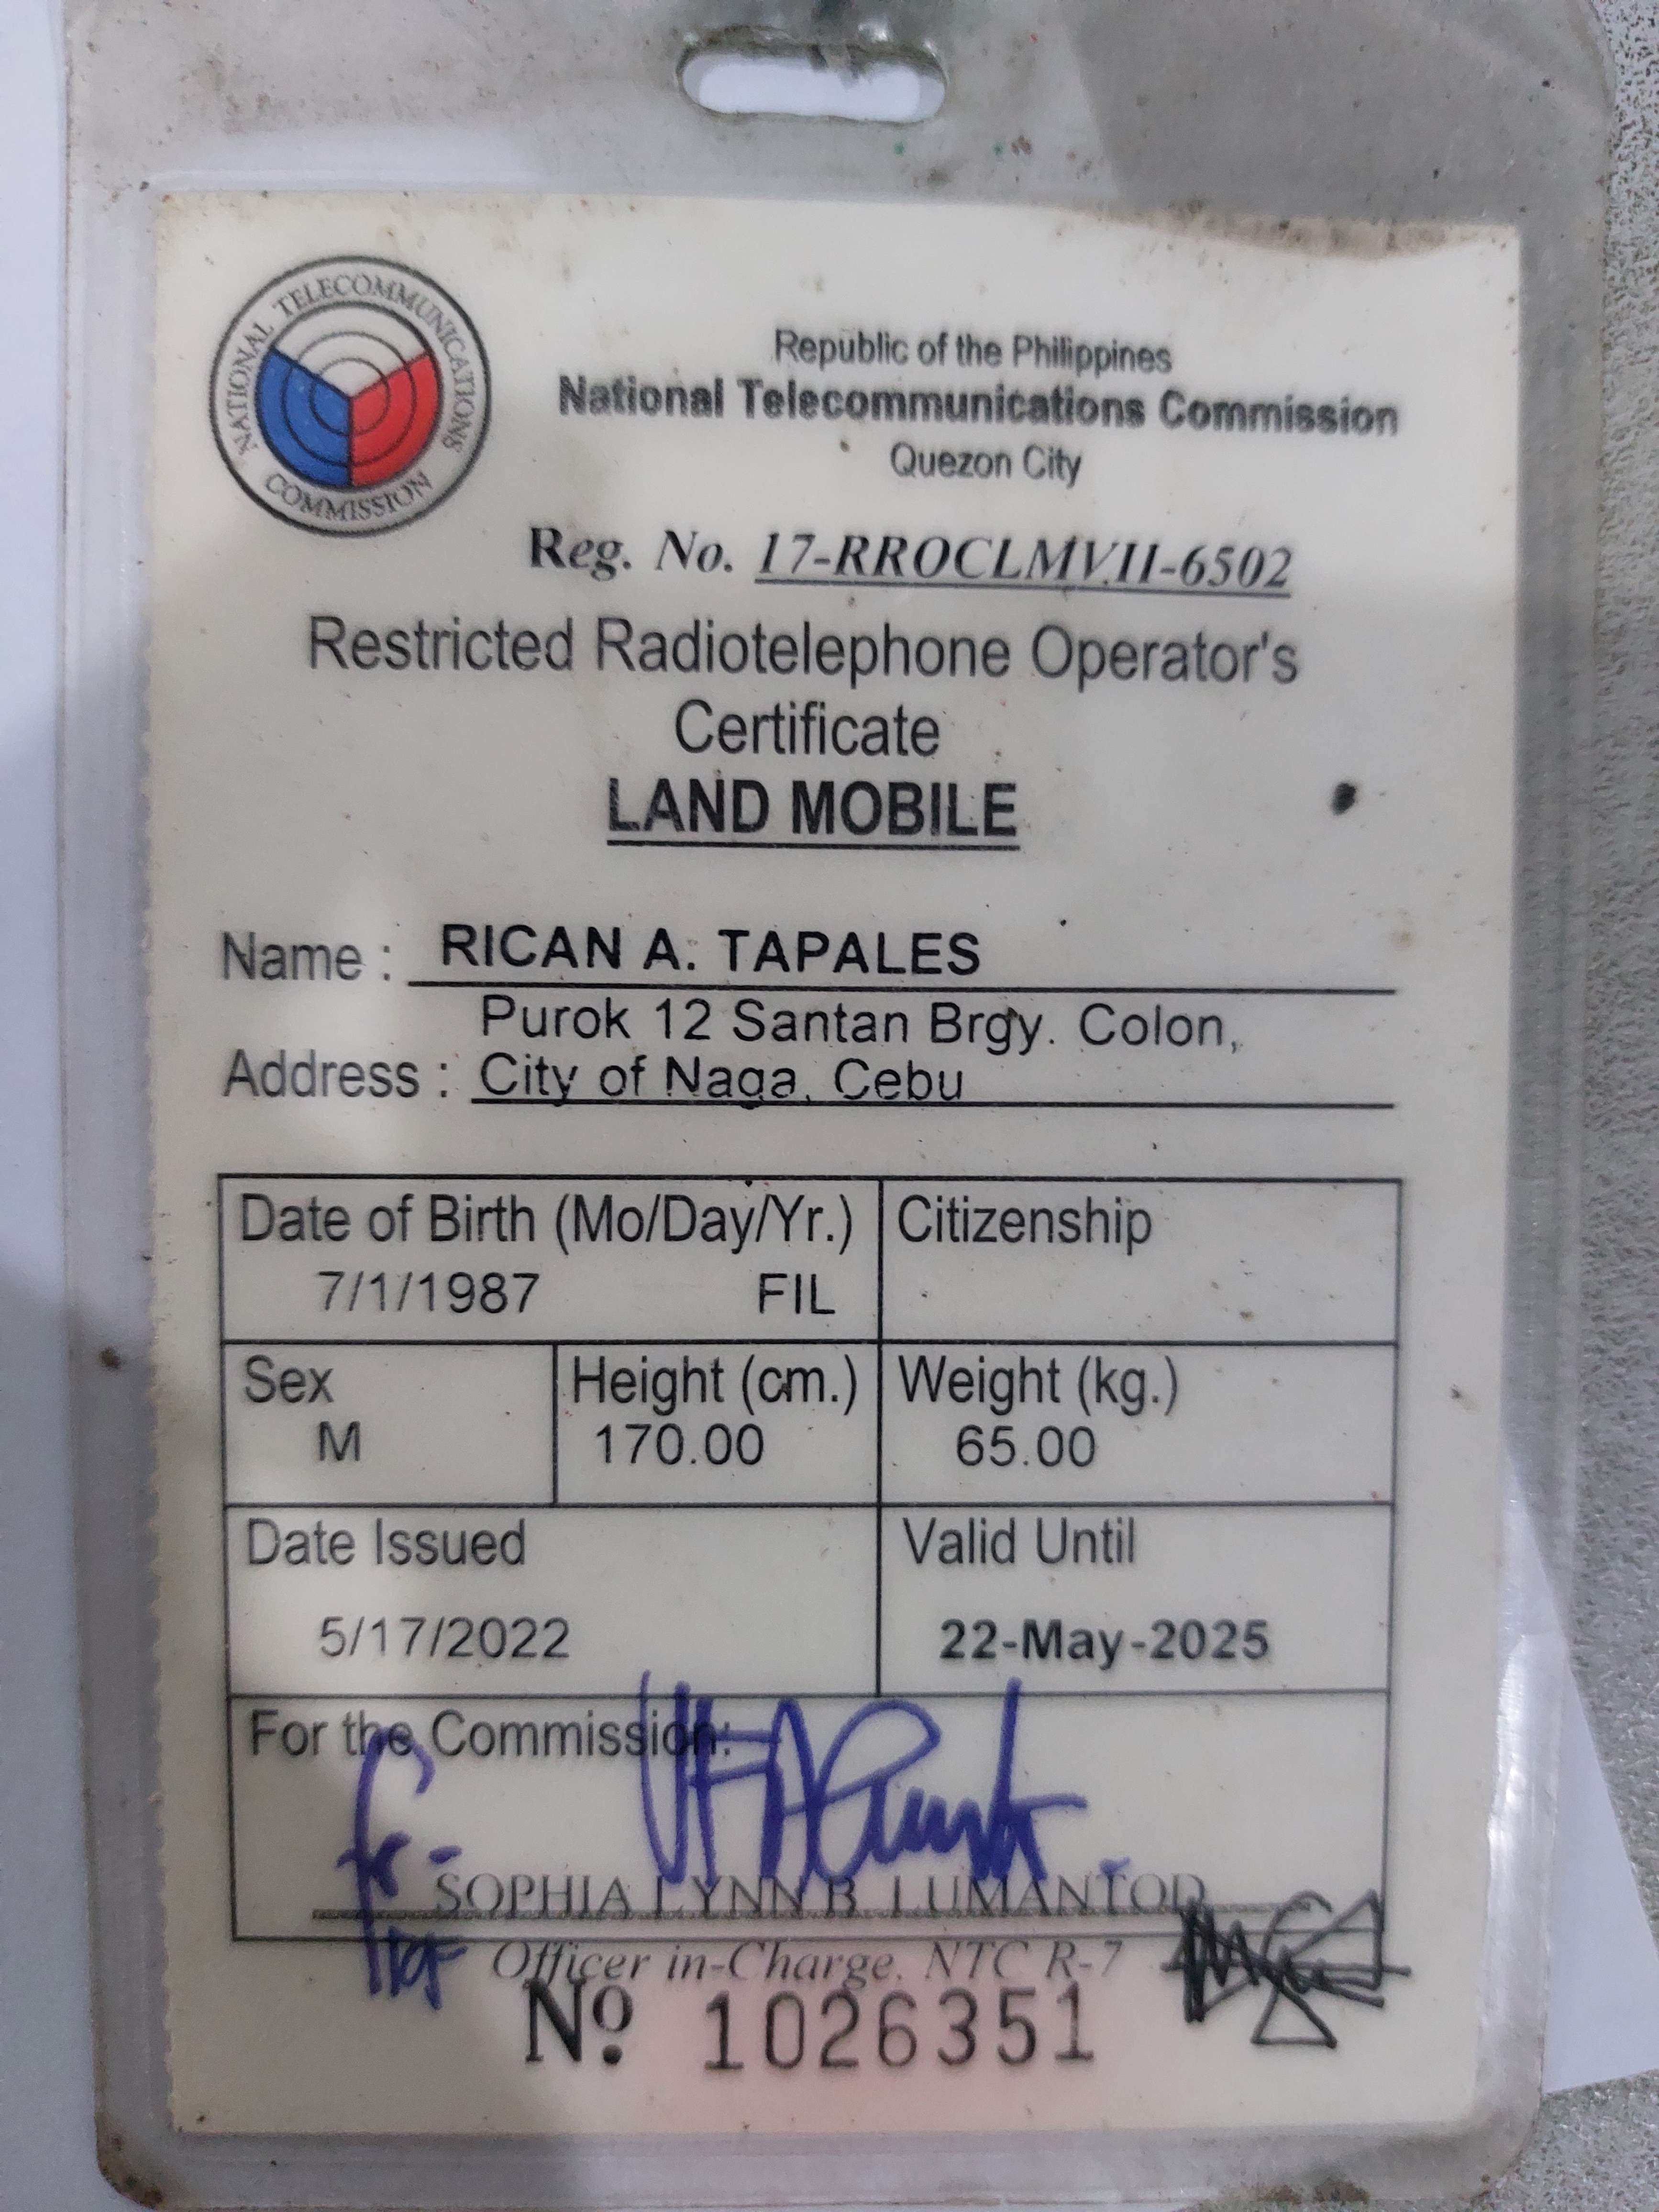 NATIONAL TELECOMMUNICATIONS COMMISSION
Republic of the Philippines
National Telecommunications Commission
Quezon City
Reg. No. 17-RROCLMVII-6502
Restricted Radiotelephone Operator's
Certificate
LAND MOBILE
Name : RICAN A. TAPALES
Purok 12 Santan Brgy. Colon,
Address : City of Naga, Cebu
Date of Birth (Mo/Day/Yr.) Citizenship
7/1/1987 FIL
Sex Height (cm.) Weight (kg.)
M 170.00 65.00
Date Issued Valid Until
5/17/2022 22-May-2025
For the Commission:
SOPHIA LYNN B. LUMANTOD
Officer in-Charge, NTC R-7
Nº 1026351